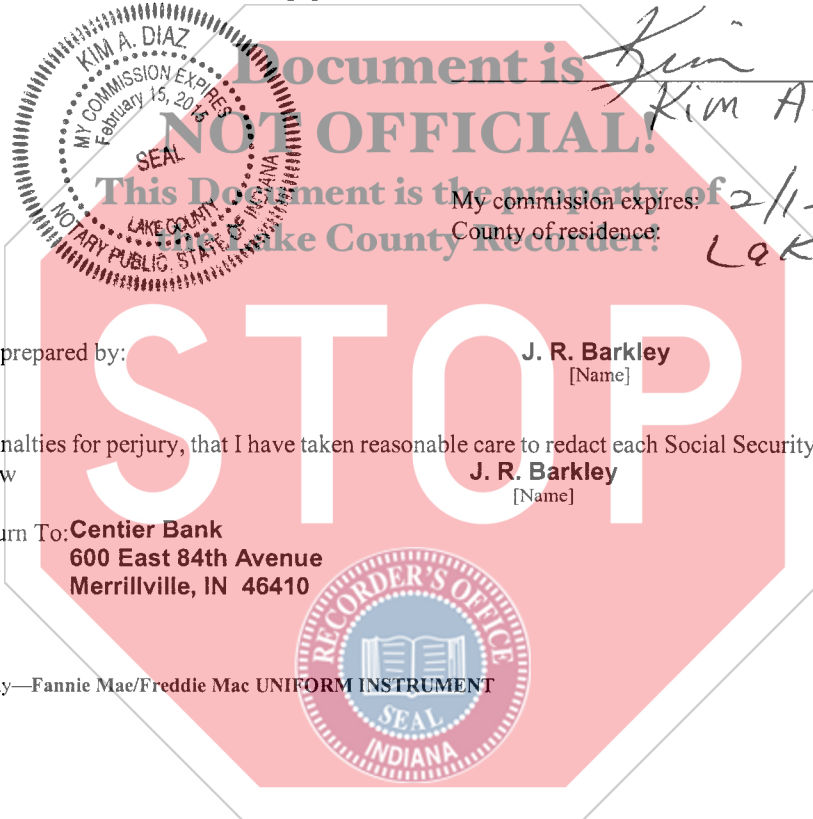 KIM A. DIAZ
MY COMMISSION EXPIRES
February 15, 2015
SEAL
LAKE COUNTY
NOTARY PUBLIC, STATE OF INDIANA
Document is
NOT OFFICIAL!
This Document is the property of
the Lake County Recorder!
Kim
Kim A.
My commission expires: 2/1
County of residence: Lak
STOP
prepared by: J. R. Barkley
[Name]
nalties for perjury, that I have taken reasonable care to redact each Social Security
w J. R. Barkley
[Name]
urn To: Centier Bank
600 East 84th Avenue
Merrillville, IN 46410
RECORDER'S OFFICE
SEAL
INDIANA
y—Fannie Mae/Freddie Mac UNIFORM INSTRUMENT